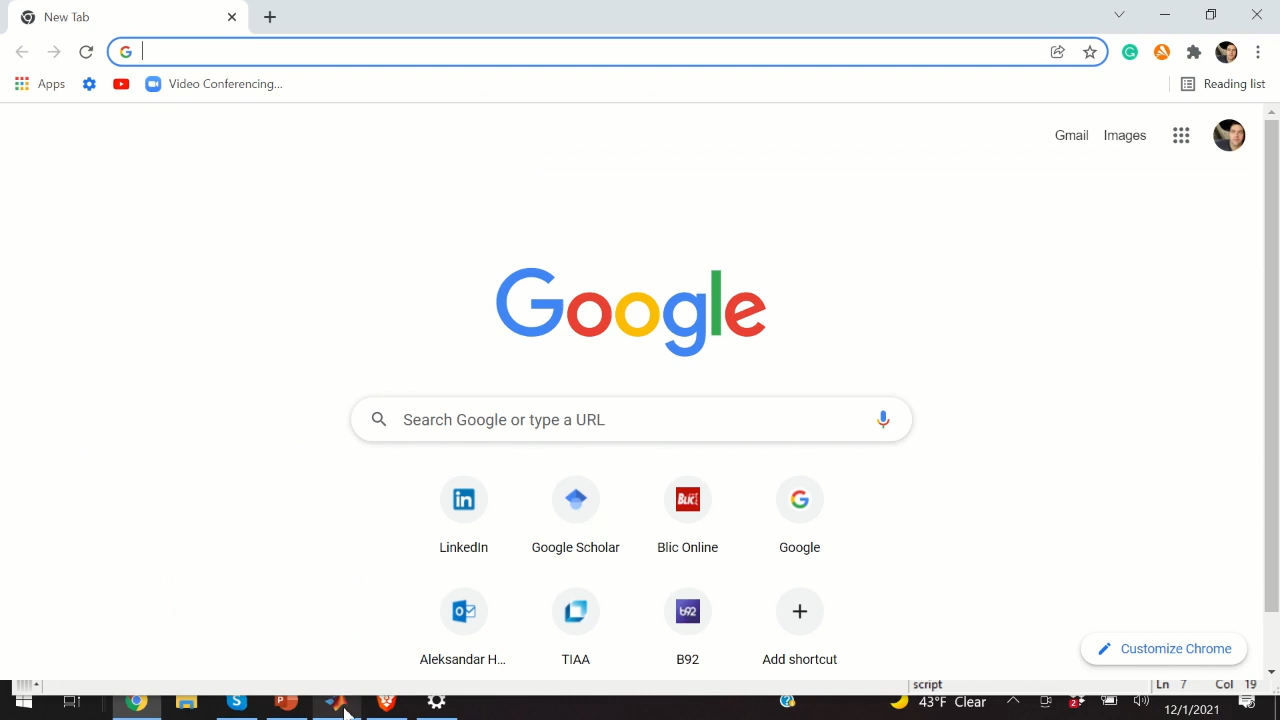 New Tab
Apps
Video Conferencing...
Reading list
Gmail Images
Google
Search Google or type a URL
LinkedIn Google Scholar Blic Online Google
Aleksandar H... TIAA B92 Add shortcut
Customize Chrome
script Ln 7 Col 19
43°F Clear
12/1/2021